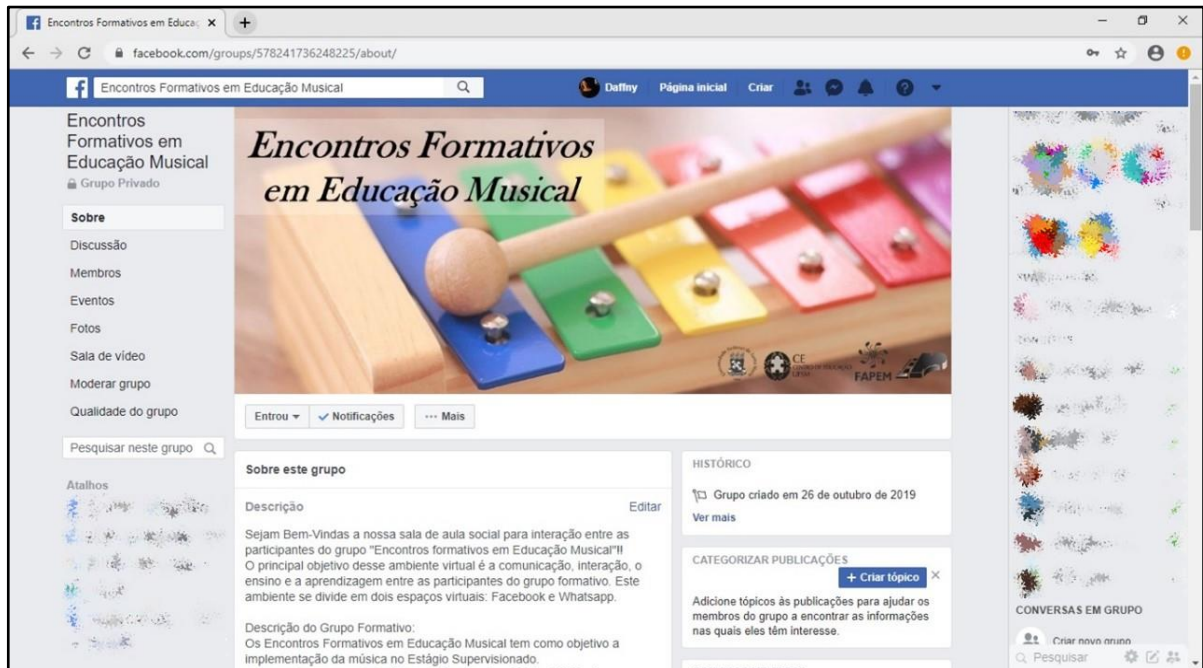 Encontros Formativos em Educaç
facebook.com/groups/578241736248225/about/
Encontros Formativos em Educação Musical
Daffny
Página inicial
Criar
Encontros
Formativos em
Educação Musical
Grupo Privado
Sobre
Discussão
Membros
Eventos
Fotos
Sala de vídeo
Moderar grupo
Qualidade do grupo
Pesquisar neste grupo
Atalhos
Encontros Formativos
em Educação Musical
CE
FAPEM
Entrou
Notificações
Mais
Sobre este grupo
Descrição
Editar
Sejam Bem-Vindas a nossa sala de aula social para interação entre as
participantes do grupo "Encontros formativos em Educação Musical"!!
O principal objetivo desse ambiente virtual é a comunicação, interação, o
ensino e a aprendizagem entre as participantes do grupo formativo. Este
ambiente se divide em dois espaços virtuais: Facebook e Whatsapp.
Descrição do Grupo Formativo:
Os Encontros Formativos em Educação Musical tem como objetivo a
implementação da música no Estágio Supervisionado.
HISTÓRICO
Grupo criado em 26 de outubro de 2019
Ver mais
CATEGORIZAR PUBLICAÇÕES
+ Criar tópico
Adicione tópicos às publicações para ajudar os
membros do grupo a encontrar as informações
nas quais eles têm interesse.
CONVERSAS EM GRUPO
Criar novo grupo
Pesquisar